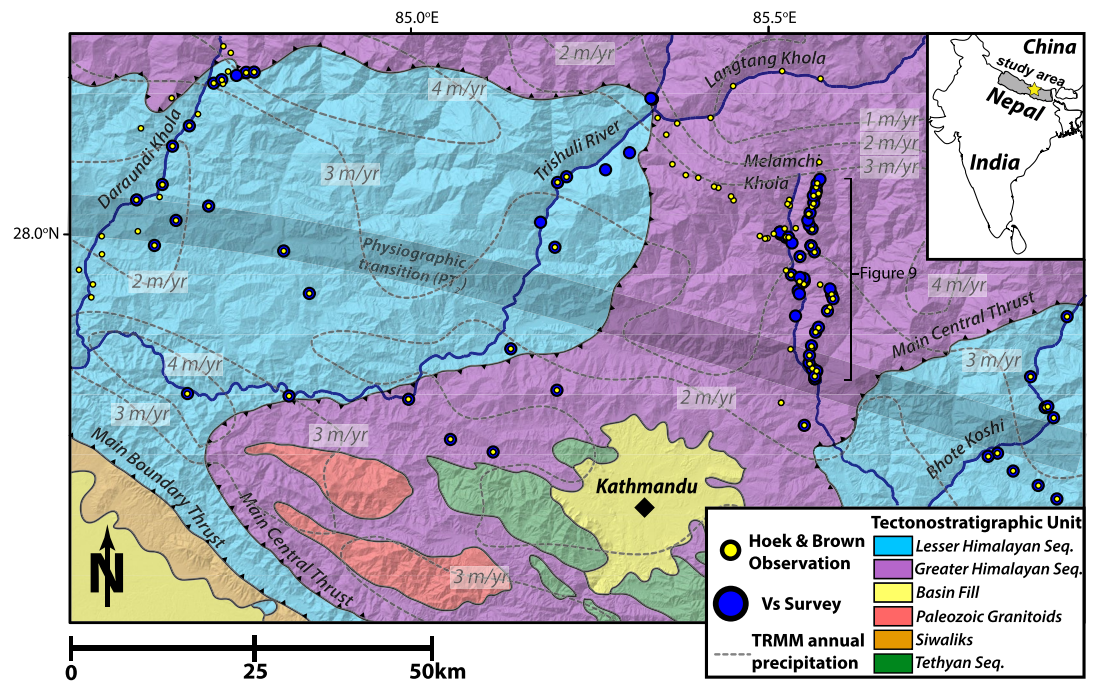 85.0°E
85.5°E
28.0°N
2 m/yr
4 m/yr
3 m/yr
2 m/yr
4 m/yr
3 m/yr
3 m/yr
2 m/yr
3 m/yr
1 m/yr
2 m/yr
3 m/yr
4 m/yr
3 m/yr
Daraundi Khola
Trishuli River
Langtang Khola
Melamchi
Khola
Physiographic
transition (PT2)
Figure 9
Main Central Thrust
Bhote Koshi
Main Boundary Thrust
Main Central Thrust
Kathmandu
China
study area
Nepal
India
N
0
25
50km
Hoek & Brown
Observation
Vs Survey
TRMM annual
precipitation
Tectonostratigraphic Unit
Lesser Himalayan Seq.
Greater Himalayan Seq.
Basin Fill
Paleozoic Granitoids
Siwaliks
Tethyan Seq.